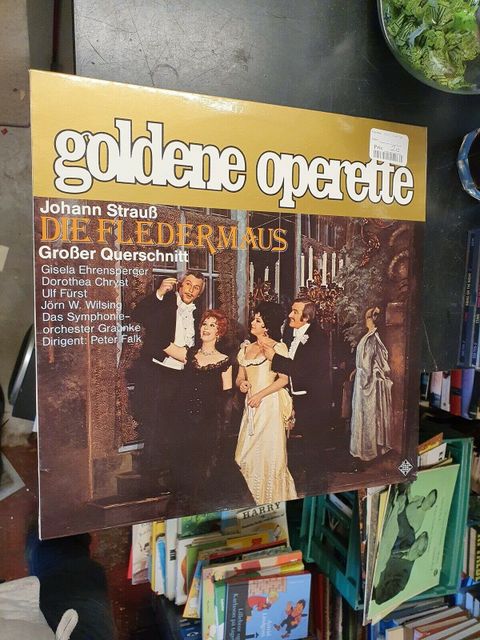 goldene operette
Johann Strauß
DIE FLEDERMAUS
Großer Querschnitt
Gisela Ehrensperger
Dorothea Chryst
Ulf Fürst
Jörn W. Wilsing
Das Symphonie-
orchester Graunke
Dirigent: Peter Falk
HARRY